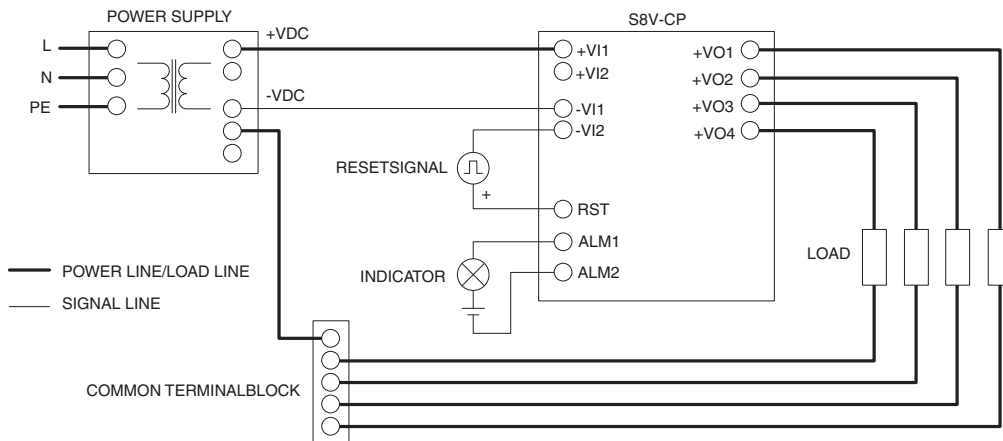 POWER SUPPLY
L
N
PE
+VDC
-VDC
S8V-CP
+VI1
+VI2
-VI1
-VI2
RST
ALM1
ALM2
+VO1
+VO2
+VO3
+VO4
RESETSIGNAL
+
INDICATOR
LOAD
POWER LINE/LOAD LINE
SIGNAL LINE
COMMON TERMINALBLOCK